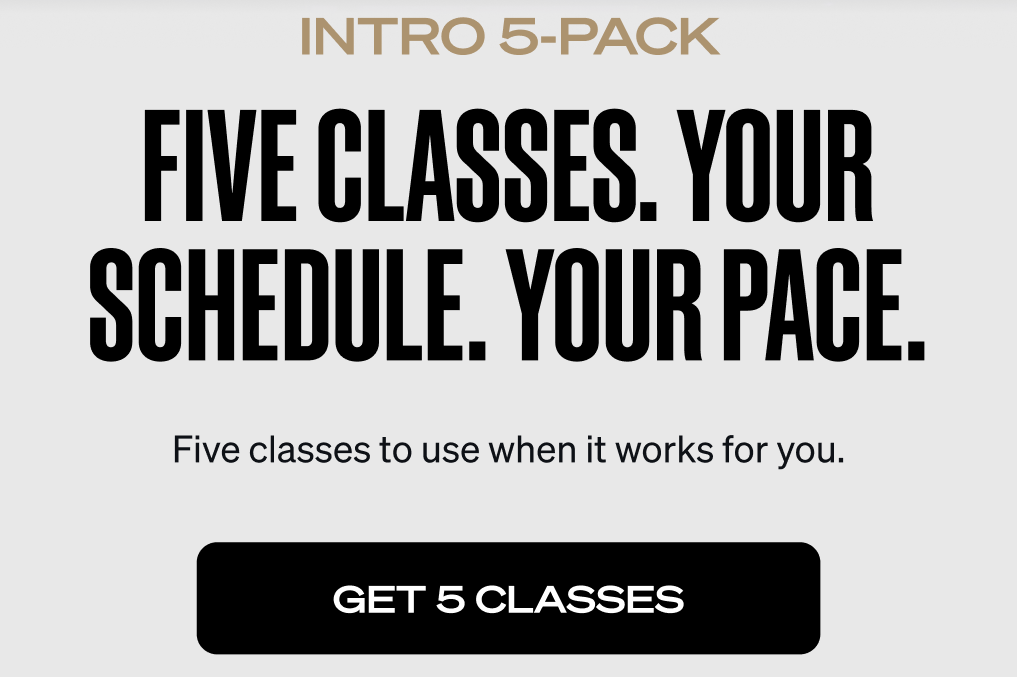 INTRO 5-PACK
FIVE CLASSES. YOUR
SCHEDULE. YOUR PACE.
Five classes to use when it works for you.
GET 5 CLASSES